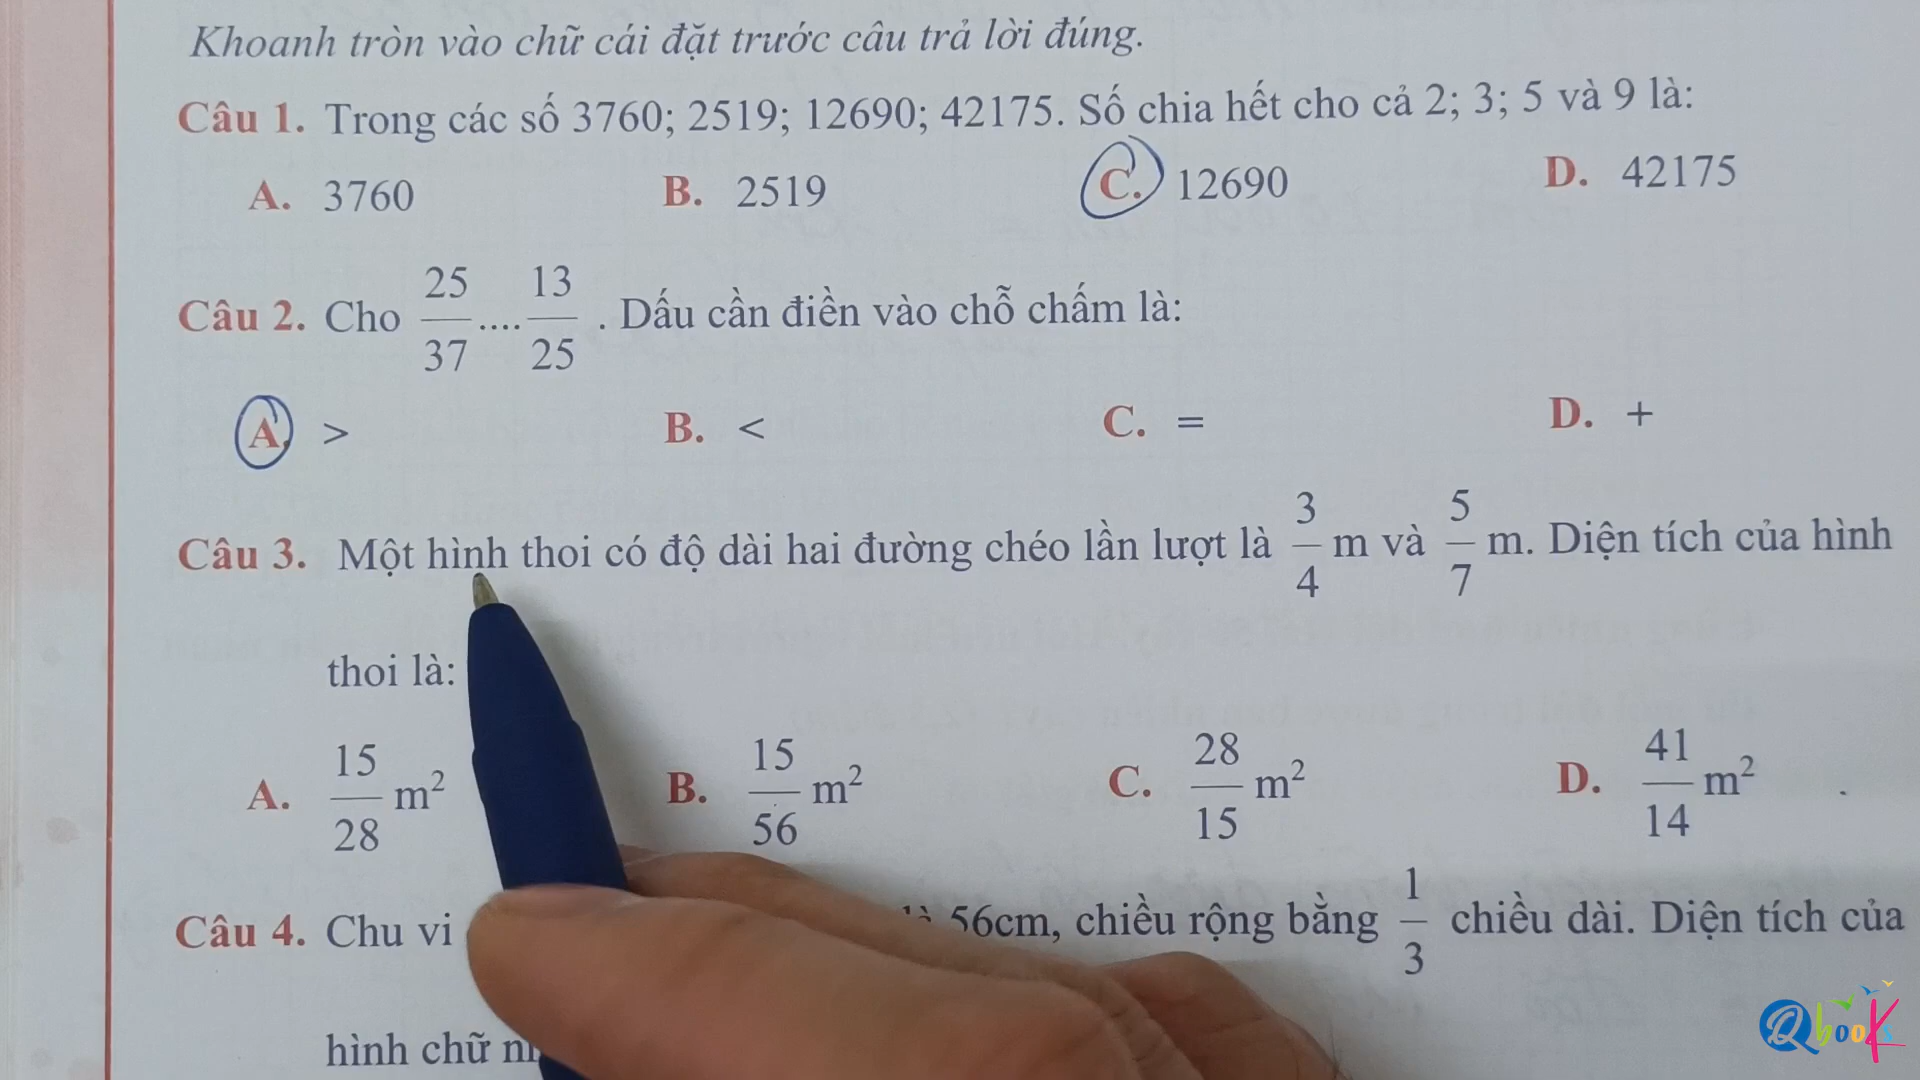 Khoanh tròn vào chữ cái đặt trước câu trả lời đúng.
Câu 1. Trong các số 3760; 2519; 12690; 42175. Số chia hết cho cả 2; 3; 5 và 9 là:
A. 3760 B. 2519 C. 12690 D. 42175
Câu 2. Cho 25/37 .... 13/25 . Dấu cần điền vào chỗ chấm là:
A. > B. < C. = D. +
Câu 3. Một hình thoi có độ dài hai đường chéo lần lượt là 3/4 m và 5/7 m. Diện tích của hình
thoi là:
A. 15/28 m² B. 15/56 m² C. 28/15 m² D. 41/14 m²
Câu 4. Chu vi 56cm, chiều rộng bằng 1/3 chiều dài. Diện tích của
hình chữ
QbooK